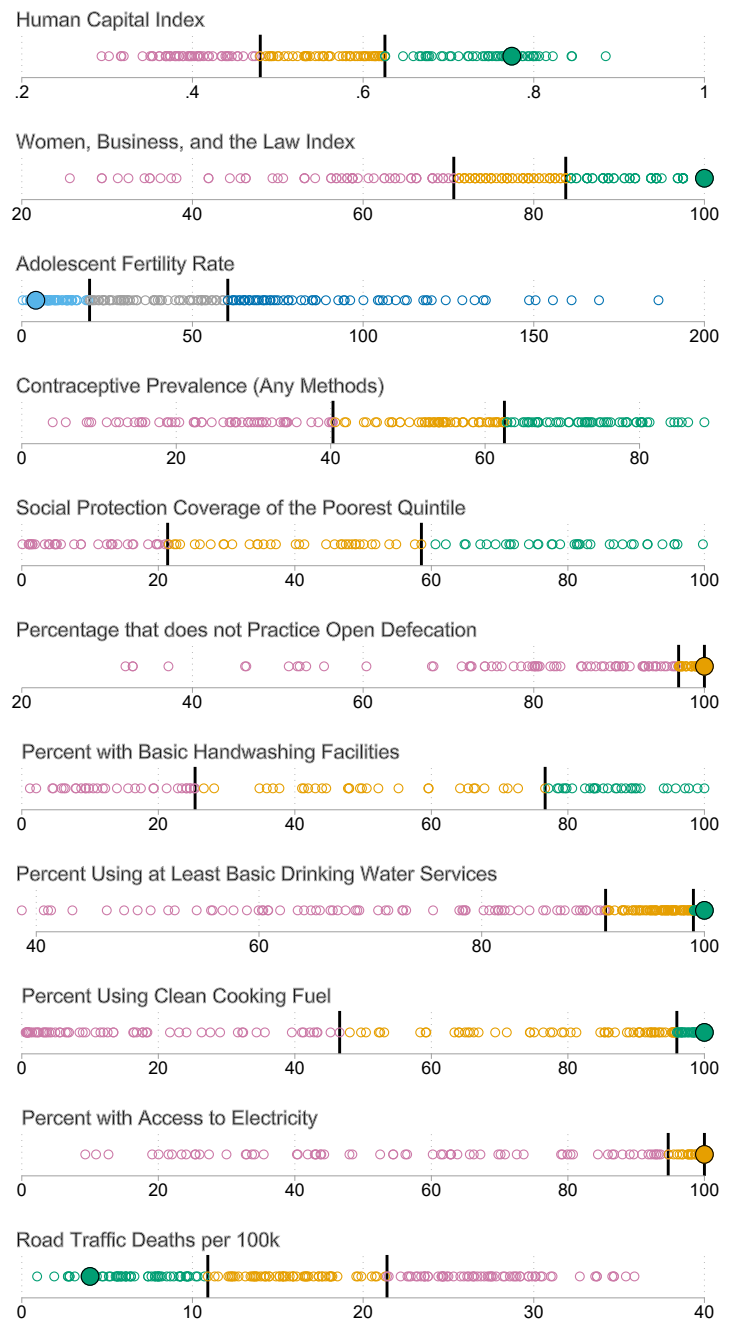 Human Capital Index
.2 .4 .6 .8 1
Women, Business, and the Law Index
20 40 60 80 100
Adolescent Fertility Rate
0 50 100 150 200
Contraceptive Prevalence (Any Methods)
0 20 40 60 80
Social Protection Coverage of the Poorest Quintile
0 20 40 60 80 100
Percentage that does not Practice Open Defecation
20 40 60 80 100
Percent with Basic Handwashing Facilities
0 20 40 60 80 100
Percent Using at Least Basic Drinking Water Services
40 60 80 100
Percent Using Clean Cooking Fuel
0 20 40 60 80 100
Percent with Access to Electricity
0 20 40 60 80 100
Road Traffic Deaths per 100k
0 10 20 30 40